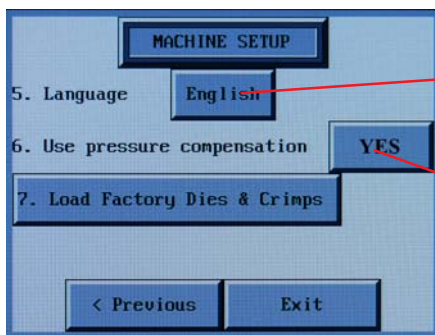 MACHINE SETUP
5. Language English
6. Use pressure compensation YES
7. Load Factory Dies & Crimps
< Previous Exit